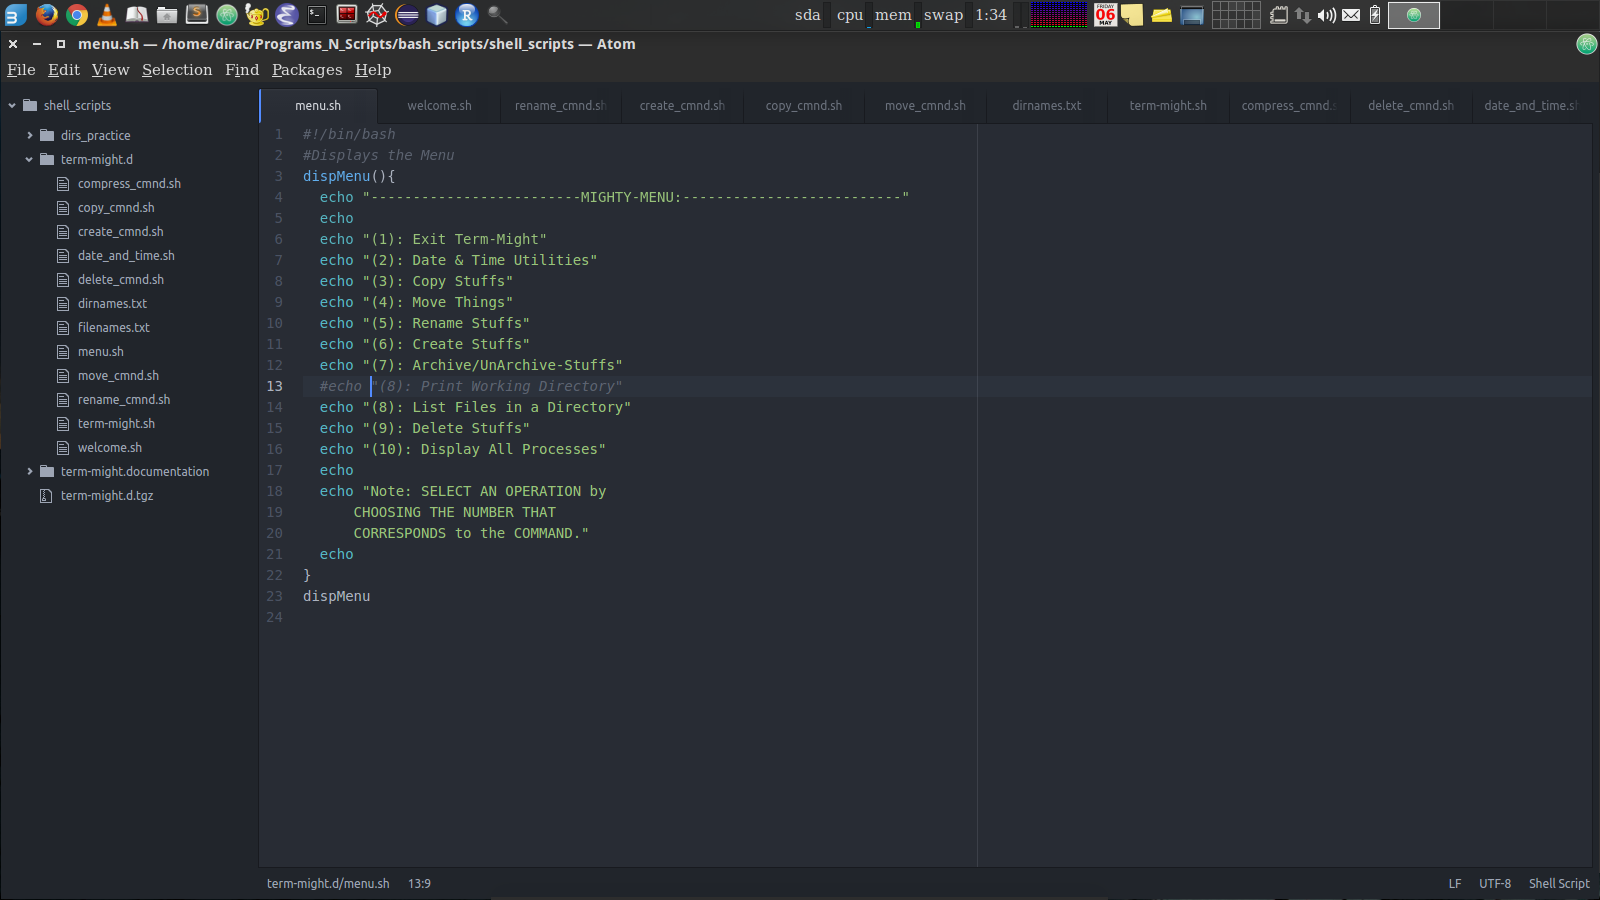 sda cpu mem swap 1:34 FRIDAY 06 MAY
menu.sh — /home/dirac/Programs_N_Scripts/bash_scripts/shell_scripts — Atom
File Edit View Selection Find Packages Help
shell_scripts
dirs_practice
term-might.d
compress_cmnd.sh
copy_cmnd.sh
create_cmnd.sh
date_and_time.sh
delete_cmnd.sh
dirnames.txt
filenames.txt
menu.sh
move_cmnd.sh
rename_cmnd.sh
term-might.sh
welcome.sh
term-might.documentation
term-might.d.tgz
menu.sh welcome.sh rename_cmnd.sh create_cmnd.sh copy_cmnd.sh move_cmnd.sh dirnames.txt term-might.sh compress_cmnd.s delete_cmnd.sh date_and_time.sh
1 #!/bin/bash
2 #Displays the Menu
3 dispMenu(){
4 echo "-------------------------MIGHTY-MENU:--------------------------"
5 echo
6 echo "(1): Exit Term-Might"
7 echo "(2): Date & Time Utilities"
8 echo "(3): Copy Stuffs"
9 echo "(4): Move Things"
10 echo "(5): Rename Stuffs"
11 echo "(6): Create Stuffs"
12 echo "(7): Archive/UnArchive-Stuffs"
13 #echo "(8): Print Working Directory"
14 echo "(8): List Files in a Directory"
15 echo "(9): Delete Stuffs"
16 echo "(10): Display All Processes"
17 echo
18 echo "Note: SELECT AN OPERATION by
19 CHOOSING THE NUMBER THAT
20 CORRESPONDS to the COMMAND."
21 echo
22 }
23 dispMenu
24
term-might.d/menu.sh 13:9 LF UTF-8 Shell Script